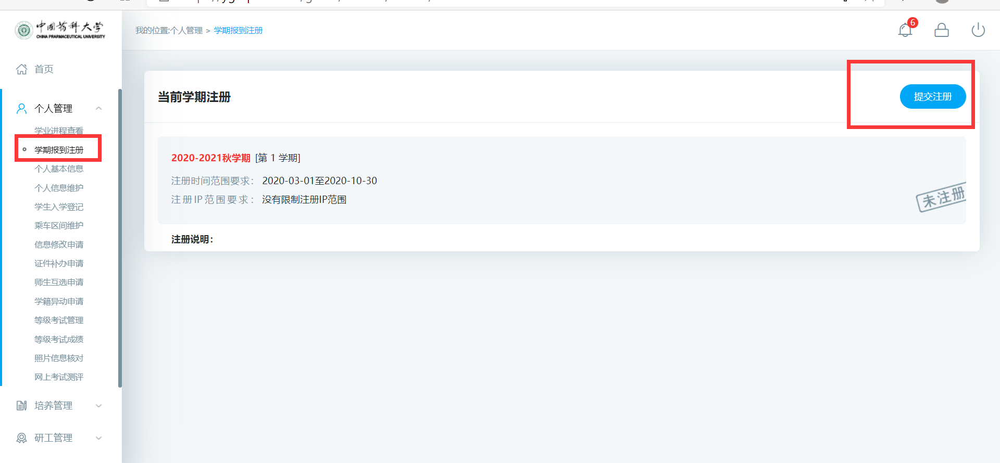 中国药科大学
CHINA PHARMACEUTICAL UNIVERSITY
我的位置:个人管理 > 学期报到注册
6
首页
个人管理
学业进程查看
学期报到注册
个人基本信息
个人信息维护
学生入学登记
乘车区间维护
信息修改申请
证件补办申请
师生互选申请
学籍异动申请
等级考试管理
等级考试成绩
照片信息核对
网上考试测评
培养管理
研工管理
当前学期注册
提交注册
2020-2021秋学期 [第 1 学期]
注册时间范围要求： 2020-03-01至2020-10-30
注册IP范围要求： 没有限制注册IP范围
未注册
注册说明：